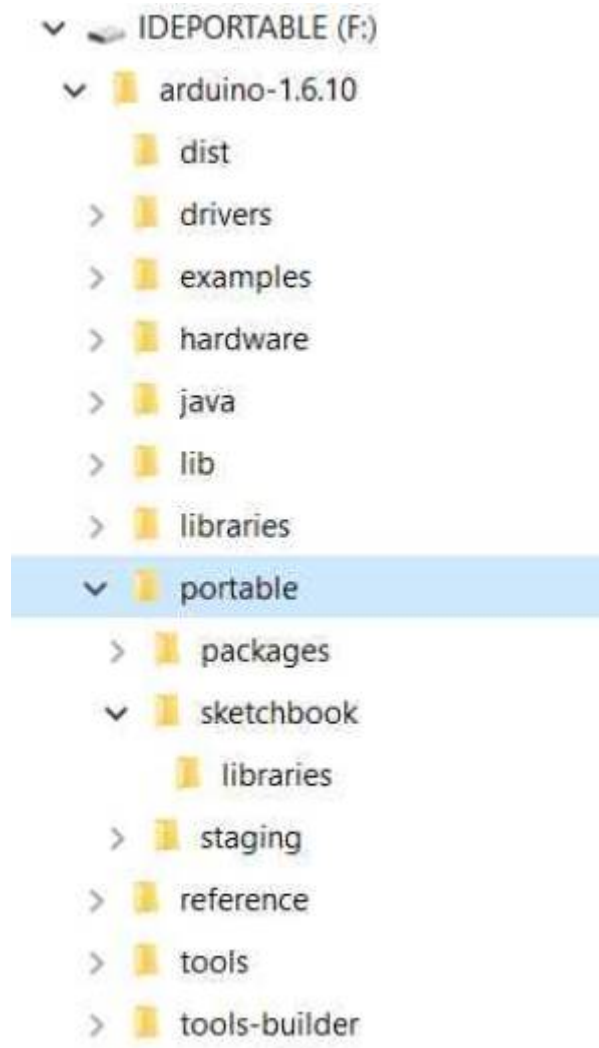 IDEPORTABLE (F:)
arduino-1.6.10
dist
drivers
examples
hardware
java
lib
libraries
portable
packages
sketchbook
libraries
staging
reference
tools
tools-builder